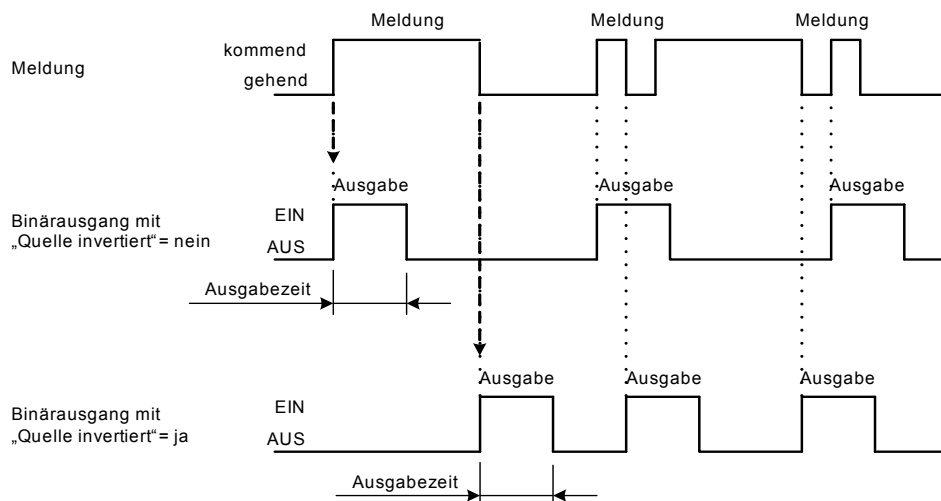 Meldung Meldung Meldung
kommend
Meldung
gehend
Ausgabe Ausgabe Ausgabe
EIN
Binärausgang mit
„Quelle invertiert“ = nein
AUS
Ausgabezeit
Ausgabe Ausgabe Ausgabe
EIN
Binärausgang mit
„Quelle invertiert“ = ja
AUS
Ausgabezeit